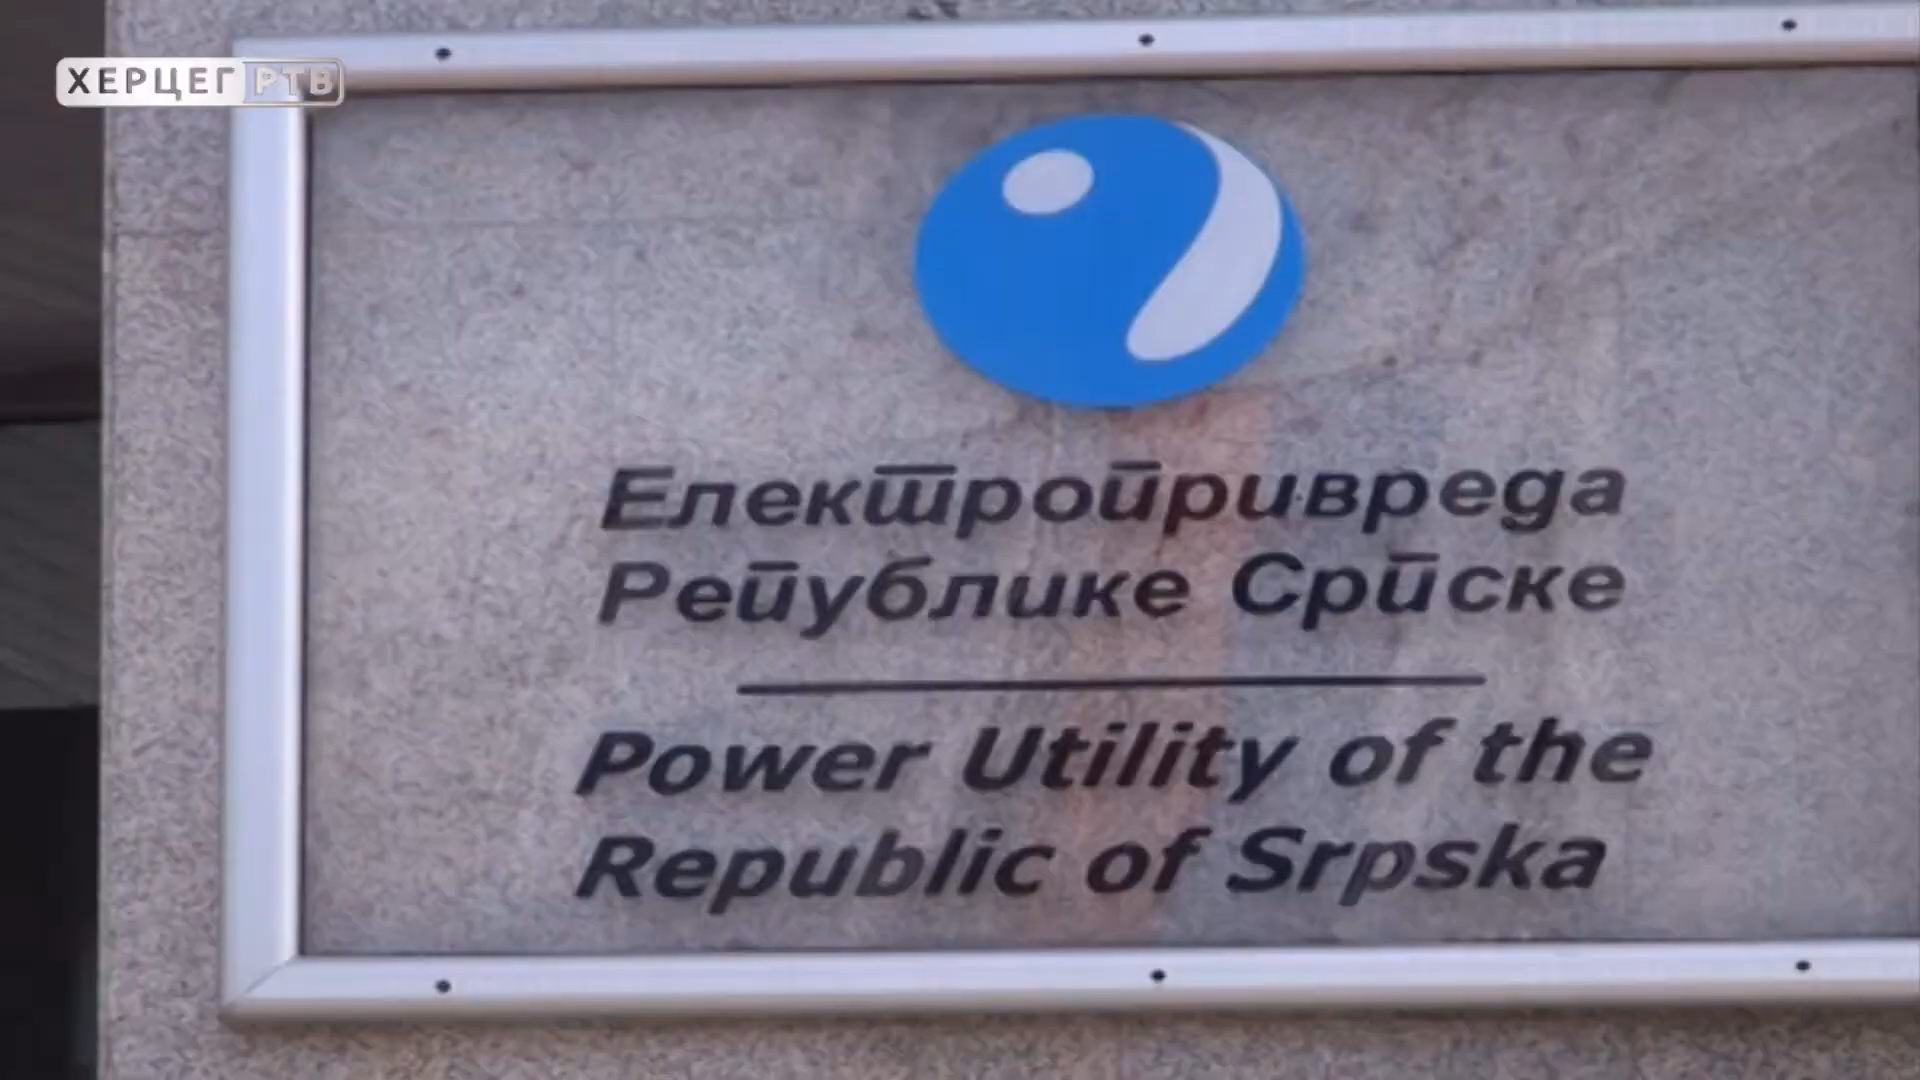 ХЕРЦЕГ РТВ
Електропривреда
Републике Српске
Power Utility of the
Republic of Srpska